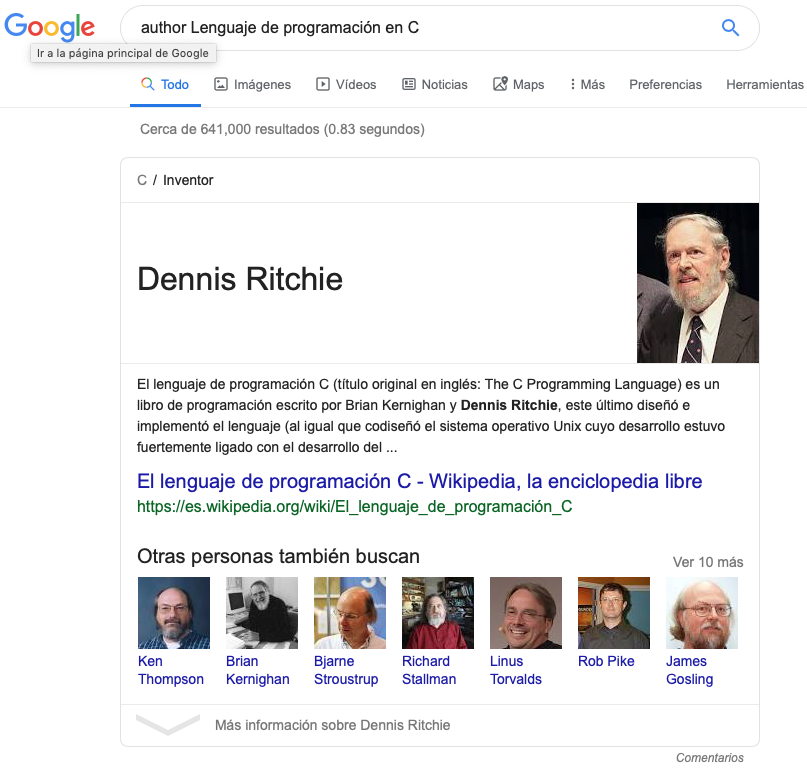 Google
author Lenguaje de programación en C
Ir a la página principal de Google
Todo Imágenes Vídeos Noticias Maps Más Preferencias Herramientas
Cerca de 641,000 resultados (0.83 segundos)
C / Inventor
Dennis Ritchie
El lenguaje de programación C (título original en inglés: The C Programming Language) es un
libro de programación escrito por Brian Kernighan y Dennis Ritchie, este último diseñó e
implementó el lenguaje (al igual que codiseñó el sistema operativo Unix cuyo desarrollo estuvo
fuertemente ligado con el desarrollo del ...
El lenguaje de programación C - Wikipedia, la enciclopedia libre
https://es.wikipedia.org/wiki/El_lenguaje_de_programación_C
Otras personas también buscan
Ver 10 más
Ken Thompson
Brian Kernighan
Bjarne Stroustrup
Richard Stallman
Linus Torvalds
Rob Pike
James Gosling
Más información sobre Dennis Ritchie
Comentarios